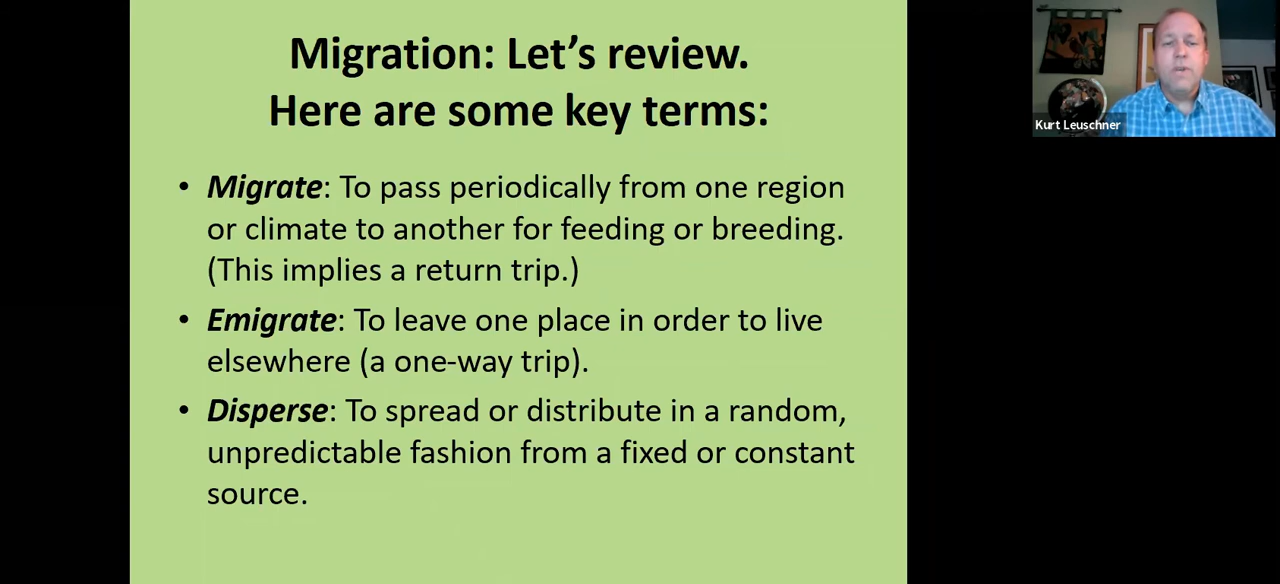 Migration: Let’s review.
Here are some key terms:
• Migrate: To pass periodically from one region
or climate to another for feeding or breeding.
(This implies a return trip.)
• Emigrate: To leave one place in order to live
elsewhere (a one-way trip).
• Disperse: To spread or distribute in a random,
unpredictable fashion from a fixed or constant
source.
Kurt Leuschner